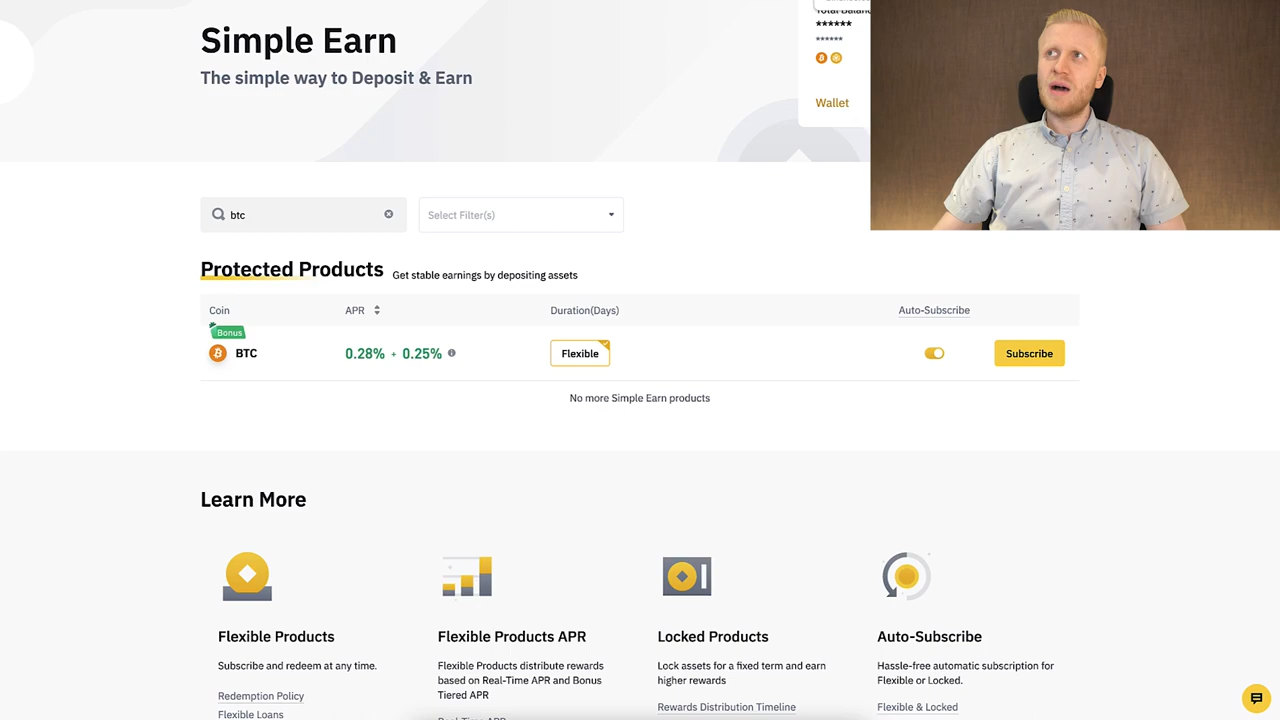 Simple Earn
The simple way to Deposit & Earn
Total Balance
******
******
Wallet
btc
Select Filter(s)
Protected Products Get stable earnings by depositing assets
Coin APR Duration(Days) Auto-Subscribe
Bonus
BTC 0.28% + 0.25% Flexible Subscribe
No more Simple Earn products
Learn More
Flexible Products
Subscribe and redeem at any time.
Redemption Policy
Flexible Loans
Flexible Products APR
Flexible Products distribute rewards
based on Real-Time APR and Bonus
Tiered APR
Real-Time APR
Locked Products
Lock assets for a fixed term and earn
higher rewards
Rewards Distribution Timeline
Auto-Subscribe
Hassle-free automatic subscription for
Flexible or Locked.
Flexible & Locked